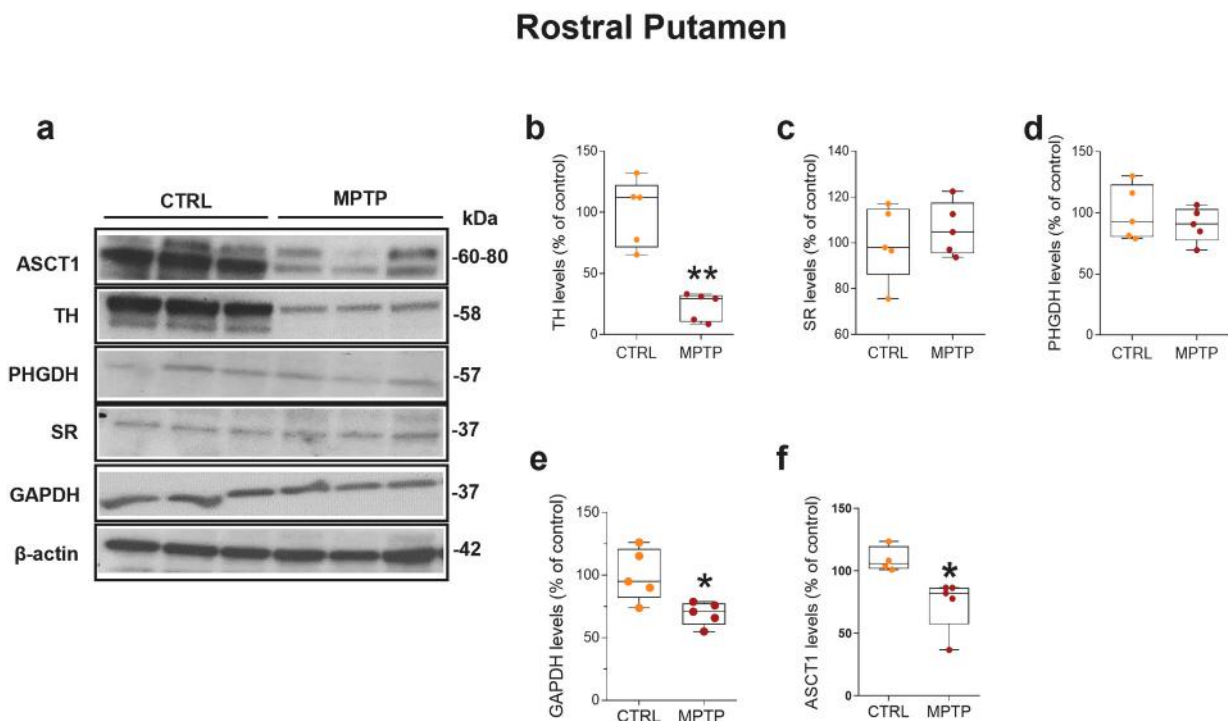 Rostral Putamen
a
CTRL MPTP
kDa
ASCT1 -60-80
TH -58
PHGDH -57
SR -37
GAPDH -37
β-actin -42
b
TH levels (% of control)
150
100
50
0
**
CTRL MPTP
c
SR levels (% of control)
140
120
100
80
60
CTRL MPTP
d
PHGDH levels (% of control)
150
100
50
0
CTRL MPTP
e
GAPDH levels (% of control)
150
100
50
0
*
CTRL MPTP
f
ASCT1 levels (% of control)
150
100
50
0
*
CTRL MPTP